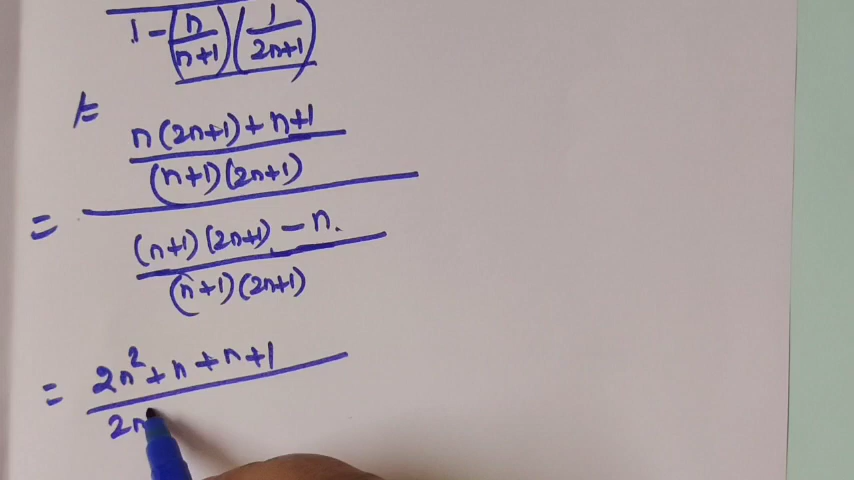 1 - (n/n+1) (1/2n+1)
=
n(2n+1) + n+1
(n+1) (2n+1)
=
(n+1) (2n+1) - n.
(n+1) (2n+1)
= 2n² + n + n + 1
2n